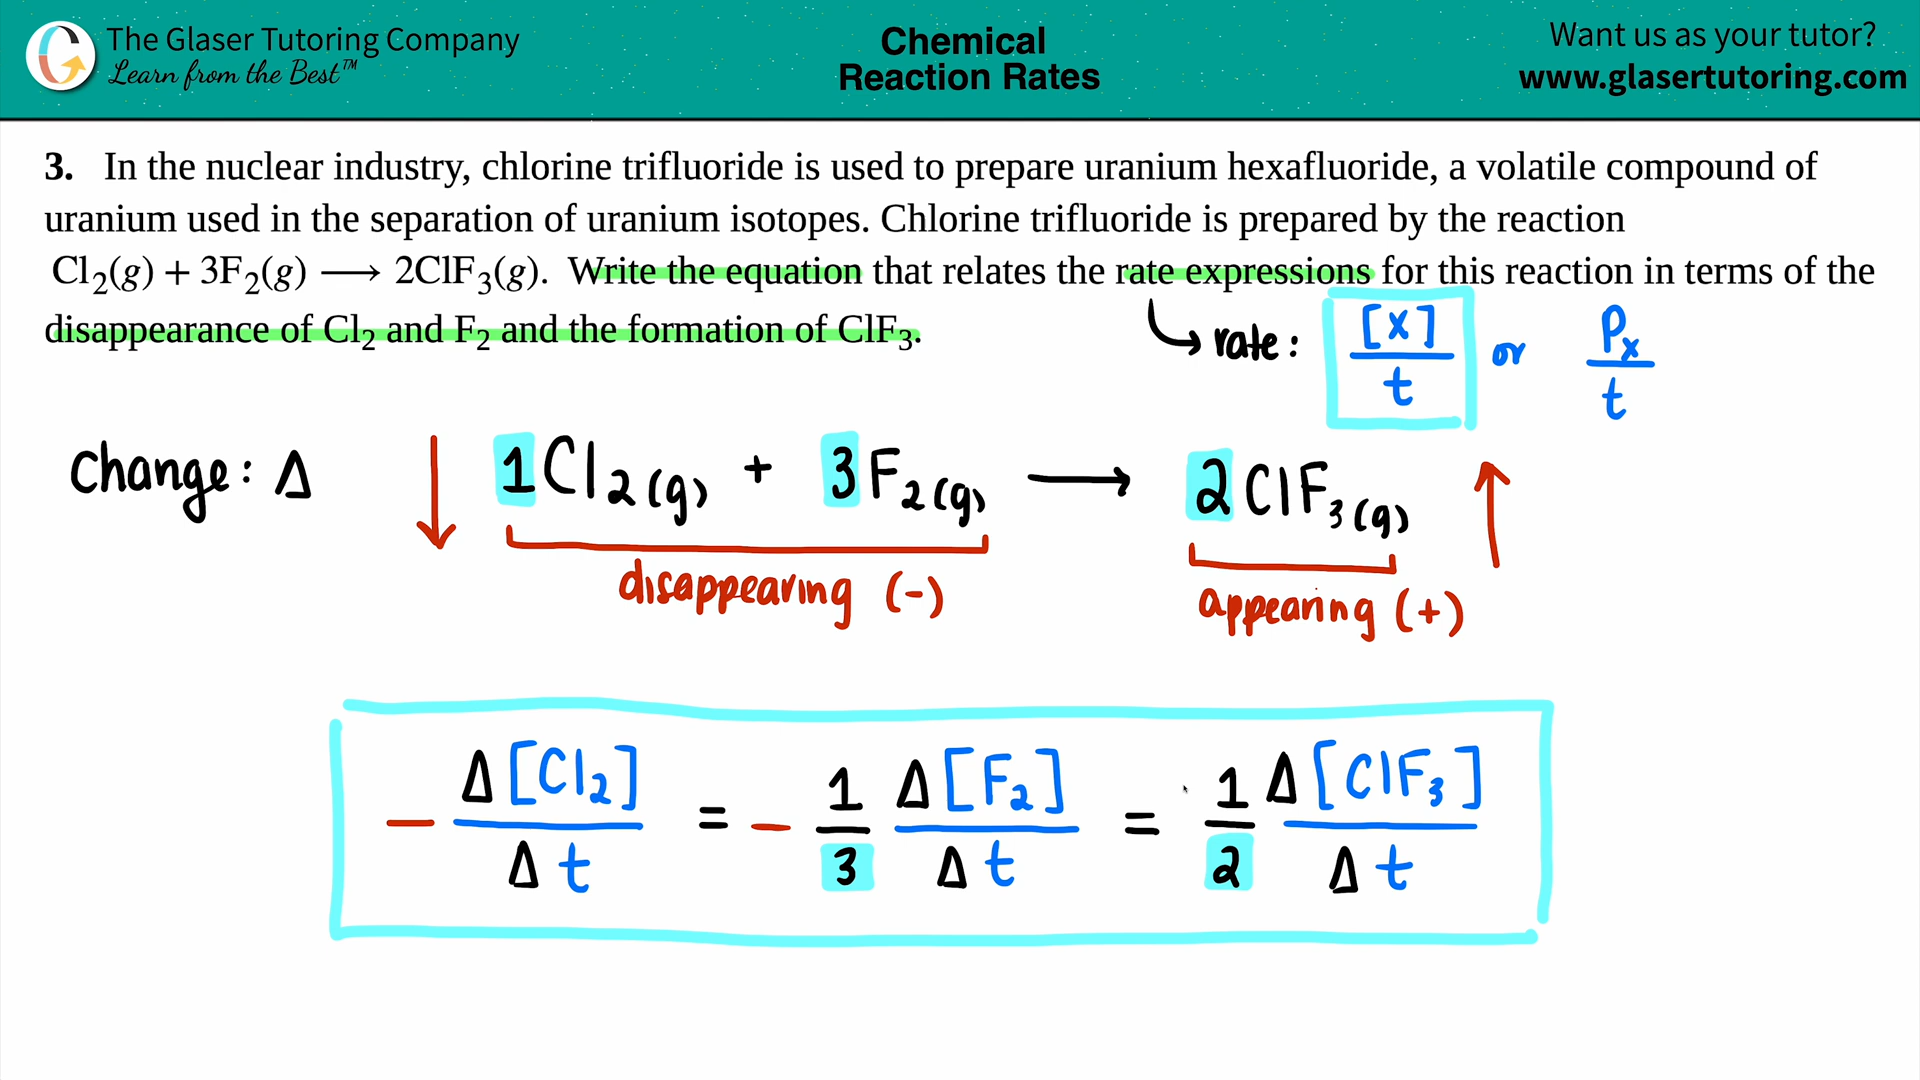 The Glaser Tutoring Company
Learn from the Best™
Chemical
Reaction Rates
Want us as your tutor?
www.glasertutoring.com
3. In the nuclear industry, chlorine trifluoride is used to prepare uranium hexafluoride, a volatile compound of
uranium used in the separation of uranium isotopes. Chlorine trifluoride is prepared by the reaction
Cl₂(g) + 3F₂(g) ⟶ 2ClF₃(g). Write the equation that relates the rate expressions for this reaction in terms of the
disappearance of Cl₂ and F₂ and the formation of ClF₃.
rate: [x]/t or Pₓ/t
Change: Δ ↓ 1Cl₂(g) + 3F₂(g) ⟶ 2ClF₃(g) ↑
disappearing (-) appearing (+)
- Δ[Cl₂]/Δt = - 1/3 Δ[F₂]/Δt = 1/2 Δ[ClF₃]/Δt